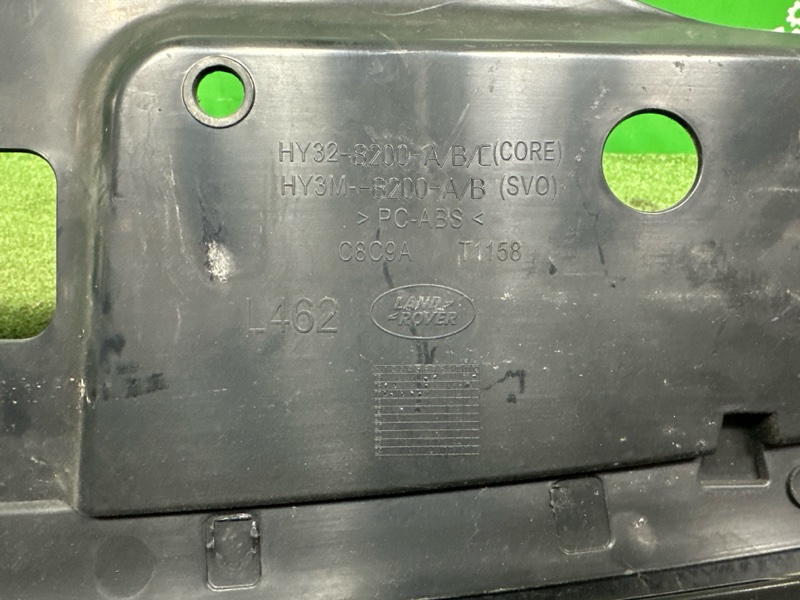 HY32-8200-A/B/C(CORE)
HY3M--8200-A/B (SVO)
> PC-ABS <
C8C9A T1158
L462
LAND
ROVER